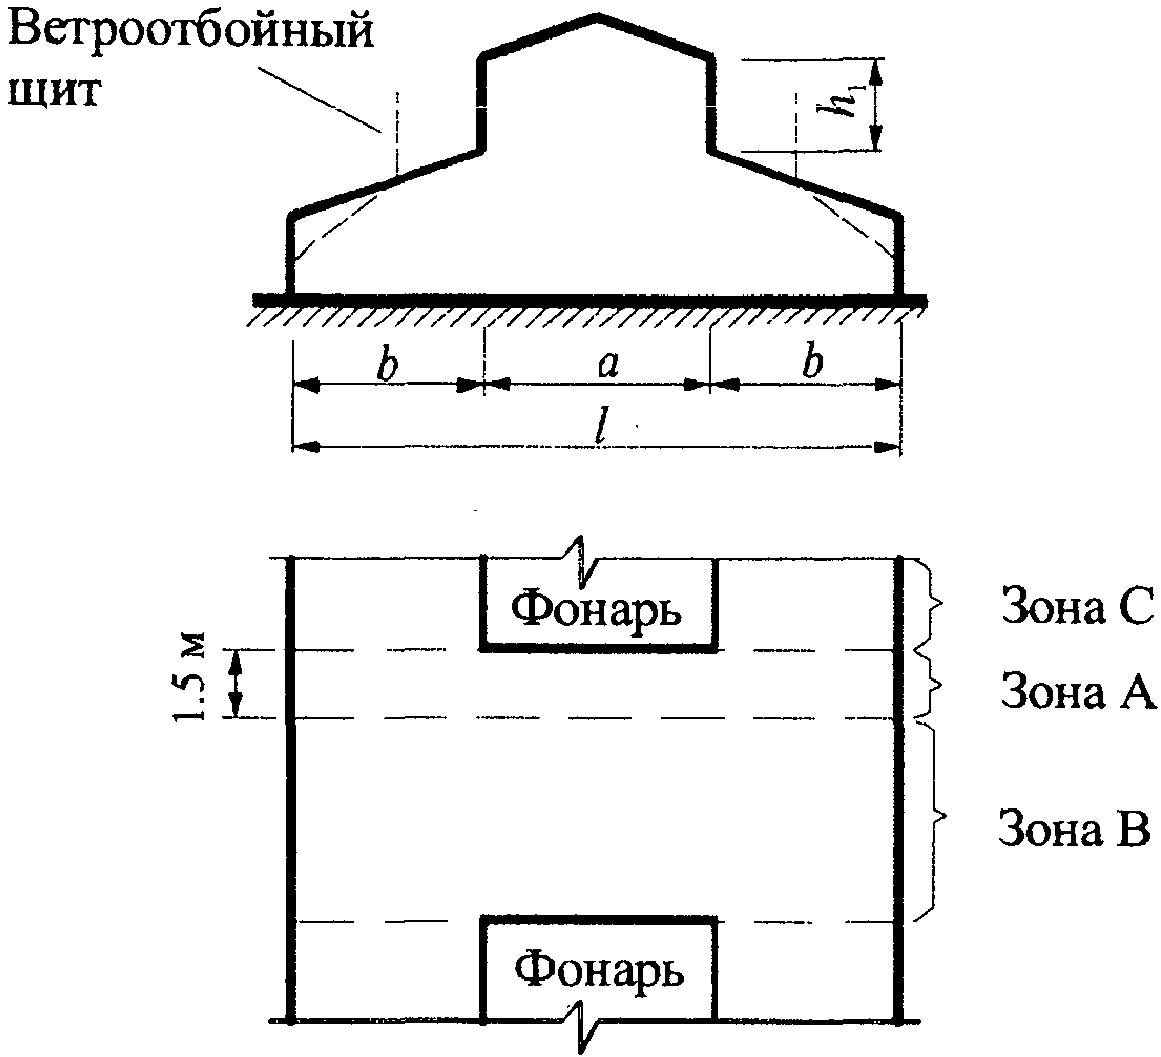 Ветроотбойный
щит
h₁
b
a
b
l
Фонарь
Зона С
1.5 м
Зона А
Зона В
Фонарь